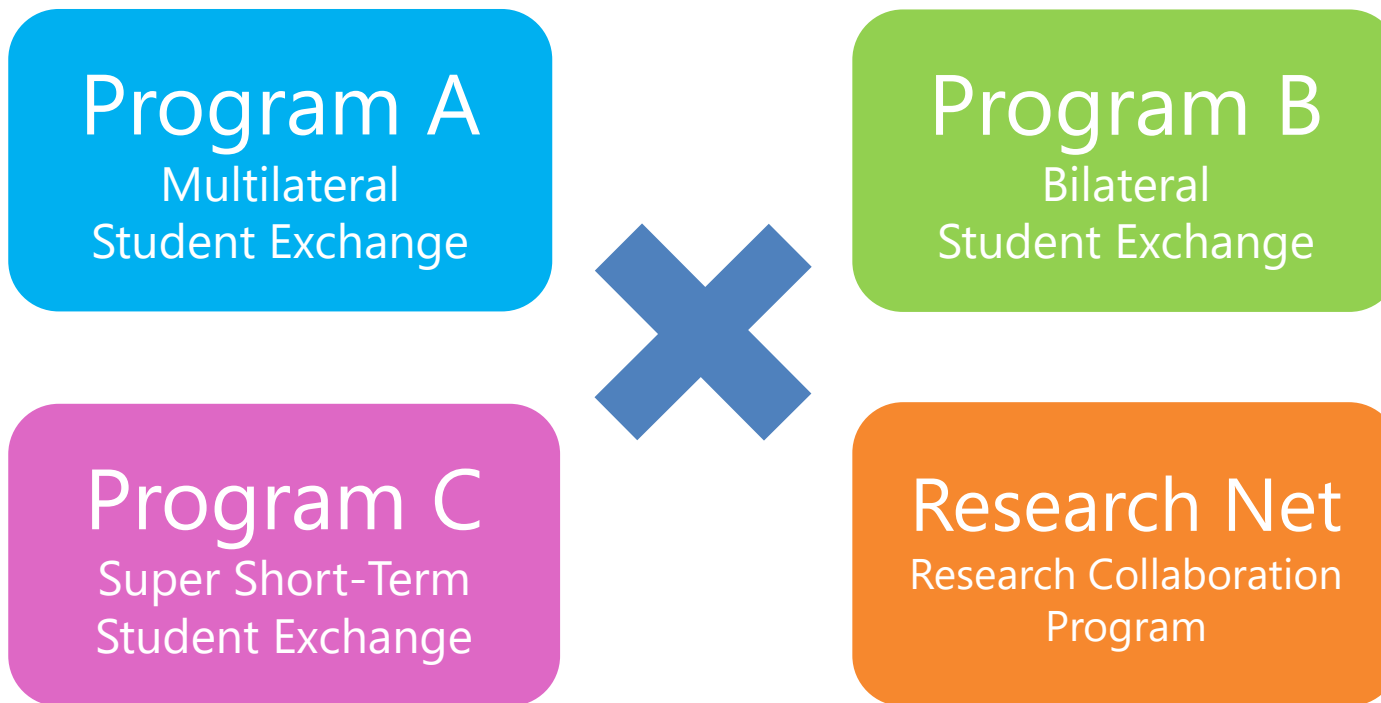 Program A
Multilateral
Student Exchange
Program B
Bilateral
Student Exchange
Program C
Super Short-Term
Student Exchange
Research Net
Research Collaboration
Program